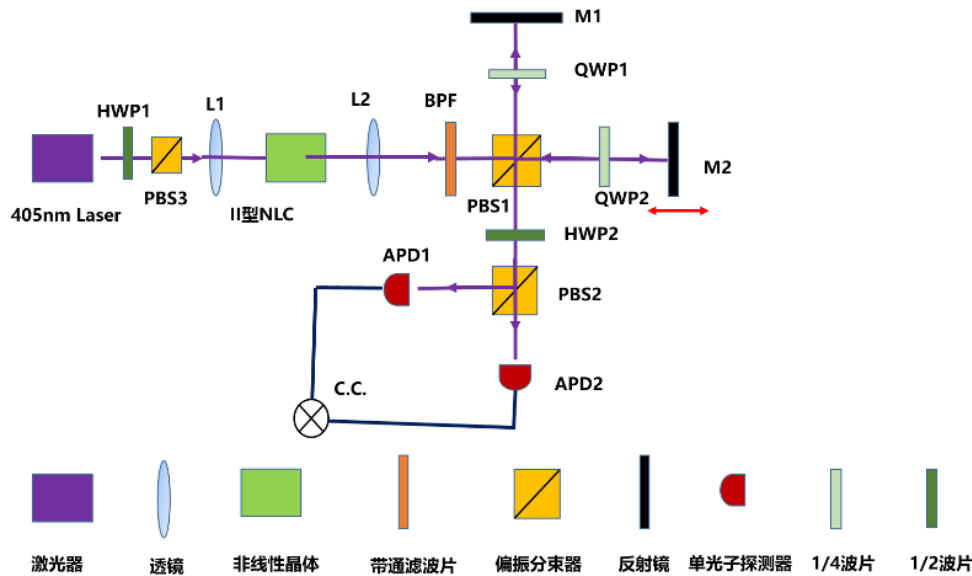 M1
QWP1
HWP1
L1
L2
BPF
M2
PBS3
PBS1
QWP2
405nm Laser
II型NLC
HWP2
APD1
PBS2
C.C.
APD2
激光器
透镜
非线性晶体
带通滤波片
偏振分束器
反射镜
单光子探测器
1/4波片
1/2波片